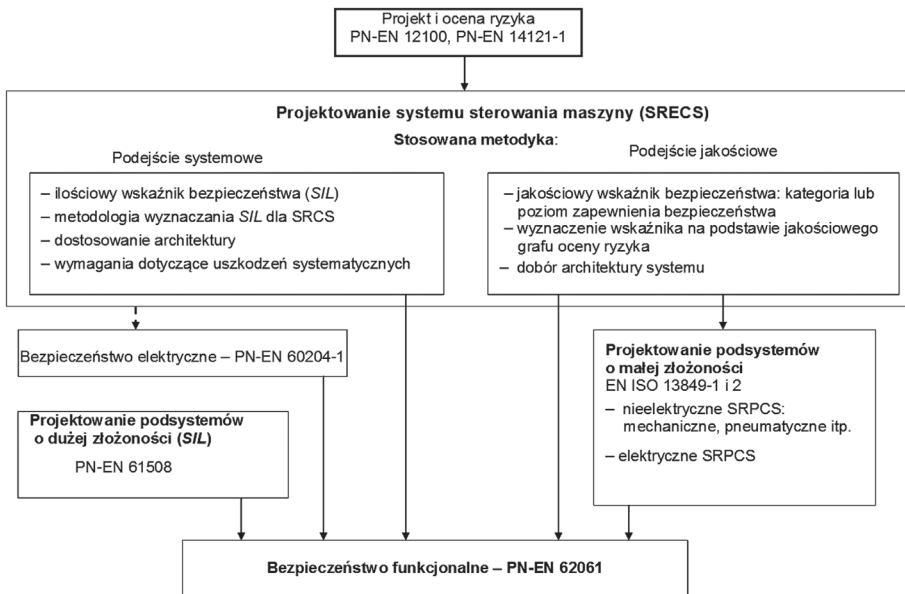 Projekt i ocena ryzyka
PN-EN 12100, PN-EN 14121-1
Projektowanie systemu sterowania maszyny (SRECS)
Stosowana metodyka:
Podejście systemowe
– ilościowy wskaźnik bezpieczeństwa (SIL)
– metodologia wyznaczania SIL dla SRCS
– dostosowanie architektury
– wymagania dotyczące uszkodzeń systematycznych
Podejście jakościowe
– jakościowy wskaźnik bezpieczeństwa: kategoria lub
poziom zapewnienia bezpieczeństwa
– wyznaczenie wskaźnika na podstawie jakościowego
grafu oceny ryzyka
– dobór architektury systemu
Bezpieczeństwo elektryczne – PN-EN 60204-1
Projektowanie podsystemów
o dużej złożoności (SIL)
PN-EN 61508
Projektowanie podsystemów
o małej złożoności
EN ISO 13849-1 i 2
– nieelektryczne SRPCS:
mechaniczne, pneumatyczne itp.
– elektryczne SRPCS
Bezpieczeństwo funkcjonalne – PN-EN 62061